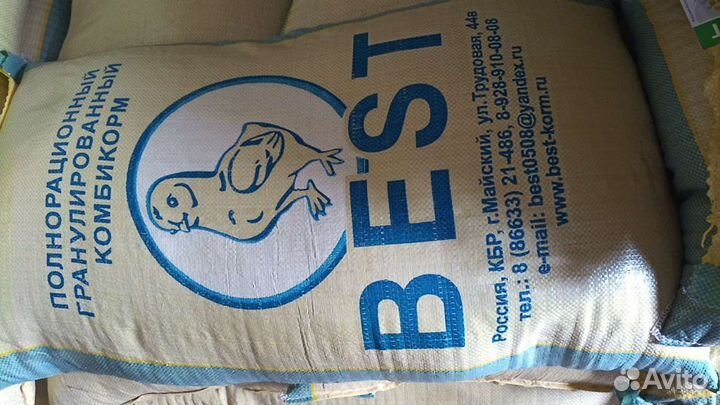 ПОЛНОРАЦИОННЫЙ
ГРАНУЛИРОВАННЫЙ
КОМБИКОРМ
BEST
Россия, КБР, г.Майский, ул.Трудовая, 44в
тел.: 8 (86633) 21-486, 8-928-910-08-08
e-mail: best0508@yandex.ru
www.best-korm.ru
Avito